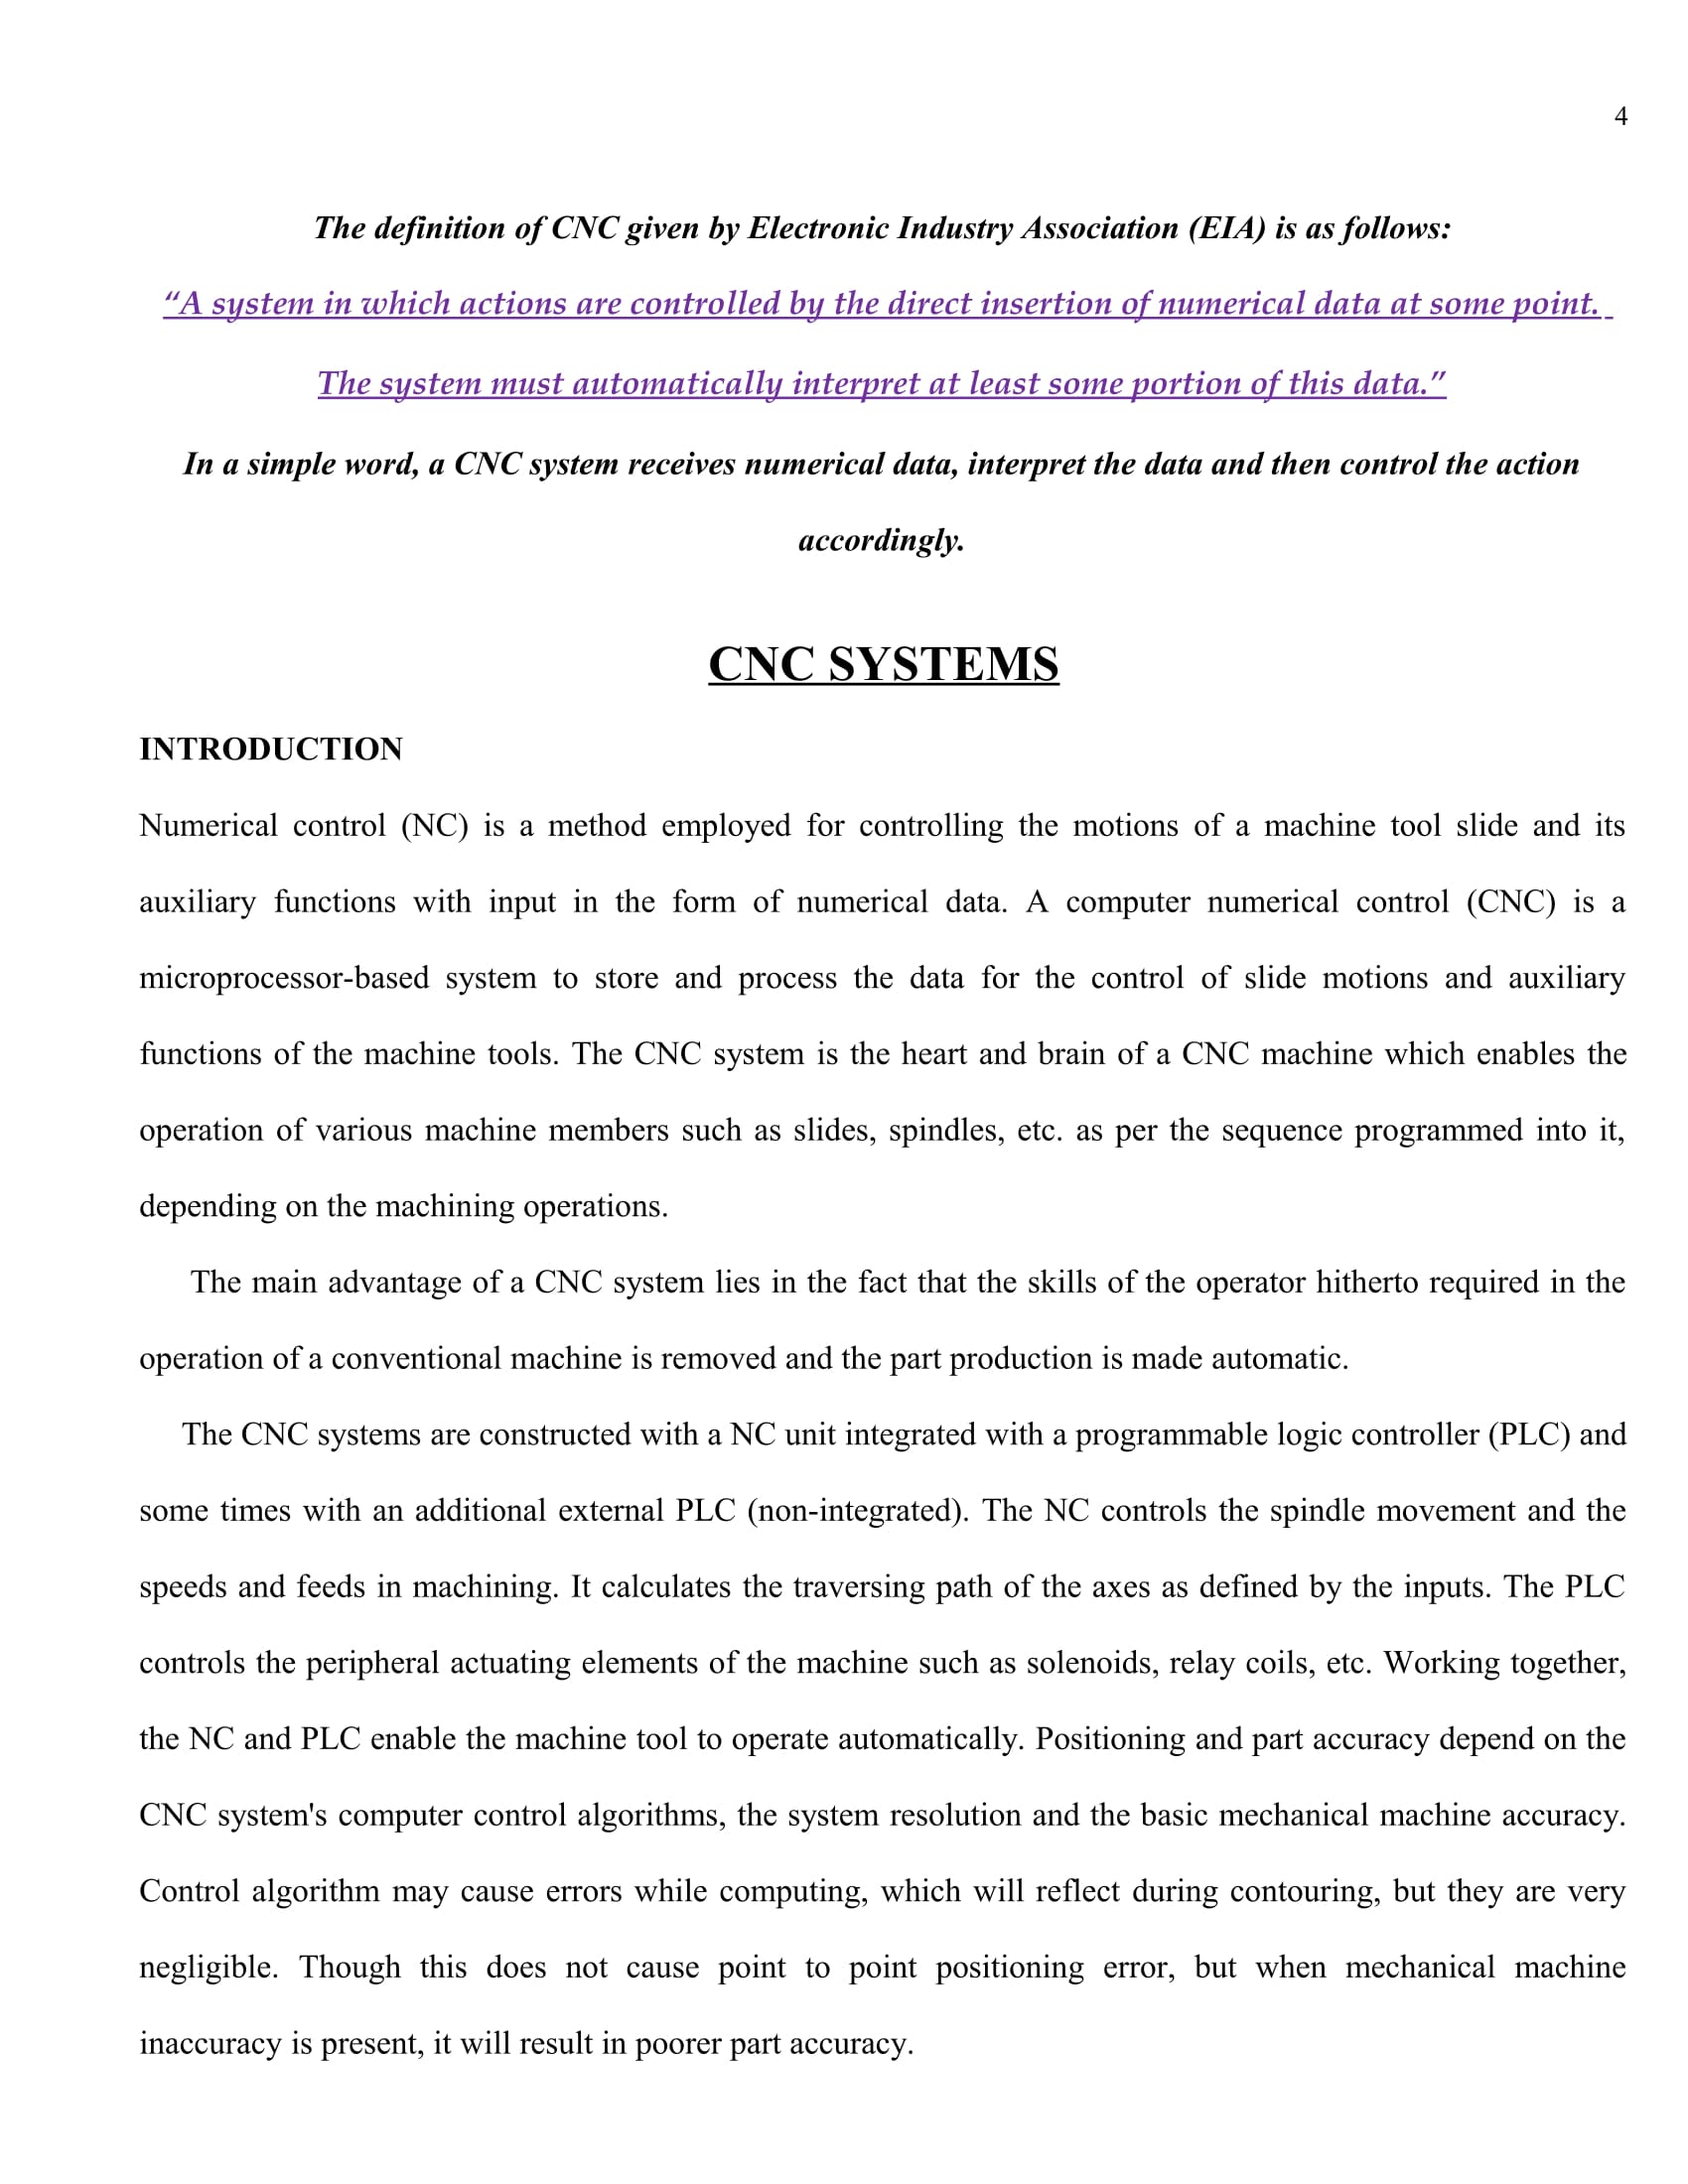 4
The definition of CNC given by Electronic Industry Association (EIA) is as follows:
“A system in which actions are controlled by the direct insertion of numerical data at some point.
The system must automatically interpret at least some portion of this data.”
In a simple word, a CNC system receives numerical data, interpret the data and then control the action
accordingly.
CNC SYSTEMS
INTRODUCTION
Numerical control (NC) is a method employed for controlling the motions of a machine tool slide and its
auxiliary functions with input in the form of numerical data. A computer numerical control (CNC) is a
microprocessor-based system to store and process the data for the control of slide motions and auxiliary
functions of the machine tools. The CNC system is the heart and brain of a CNC machine which enables the
operation of various machine members such as slides, spindles, etc. as per the sequence programmed into it,
depending on the machining operations.
The main advantage of a CNC system lies in the fact that the skills of the operator hitherto required in the
operation of a conventional machine is removed and the part production is made automatic.
The CNC systems are constructed with a NC unit integrated with a programmable logic controller (PLC) and
some times with an additional external PLC (non-integrated). The NC controls the spindle movement and the
speeds and feeds in machining. It calculates the traversing path of the axes as defined by the inputs. The PLC
controls the peripheral actuating elements of the machine such as solenoids, relay coils, etc. Working together,
the NC and PLC enable the machine tool to operate automatically. Positioning and part accuracy depend on the
CNC system's computer control algorithms, the system resolution and the basic mechanical machine accuracy.
Control algorithm may cause errors while computing, which will reflect during contouring, but they are very
negligible. Though this does not cause point to point positioning error, but when mechanical machine
inaccuracy is present, it will result in poorer part accuracy.